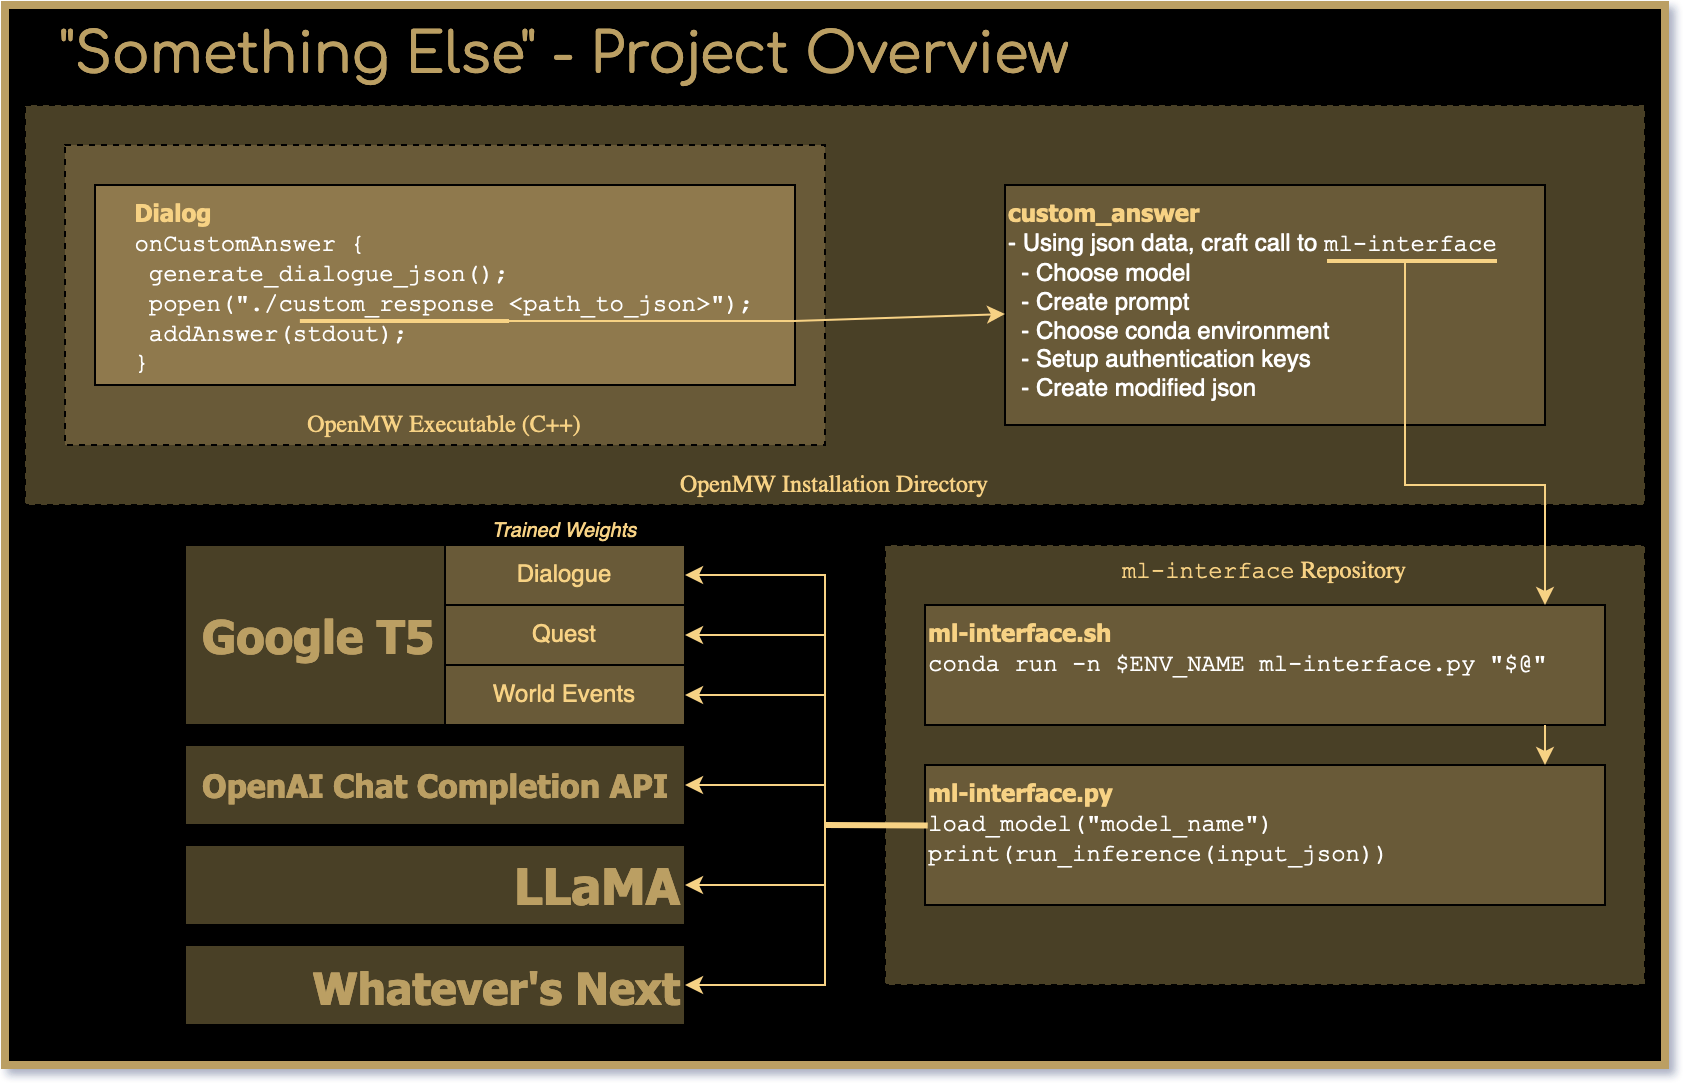 "Something Else" - Project Overview
Dialog
onCustomAnswer {
generate_dialogue_json();
popen("./custom_response <path_to_json>");
addAnswer(stdout);
}
OpenMW Executable (C++)
custom_answer
- Using json data, craft call to ml-interface
- Choose model
- Create prompt
- Choose conda environment
- Setup authentication keys
- Create modified json
OpenMW Installation Directory
Trained Weights
Google T5
Dialogue
Quest
World Events
OpenAI Chat Completion API
LLaMA
Whatever's Next
ml-interface Repository
ml-interface.sh
conda run -n $ENV_NAME ml-interface.py "$@"
ml-interface.py
load_model("model_name")
print(run_inference(input_json))